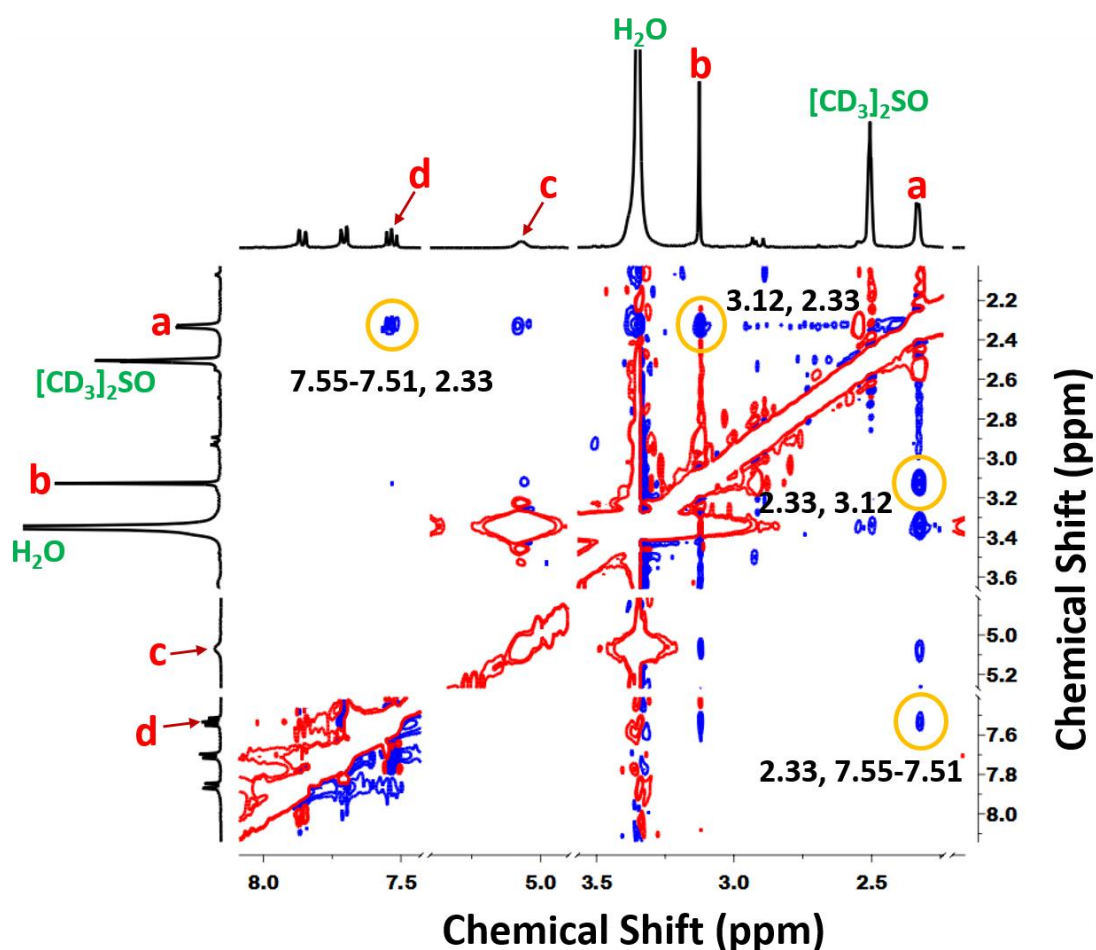 H₂O
b
[CD₃]₂SO
a
d
c
a
3.12, 2.33
7.55-7.51, 2.33
[CD₃]₂SO
b
2.33, 3.12
H₂O
c
d
2.33, 7.55-7.51
2.2
2.4
2.6
2.8
3.0
3.2
3.4
3.6
5.0
5.2
7.6
7.8
8.0
Chemical Shift (ppm)
8.0 7.5 5.0 3.5 3.0 2.5
Chemical Shift (ppm)